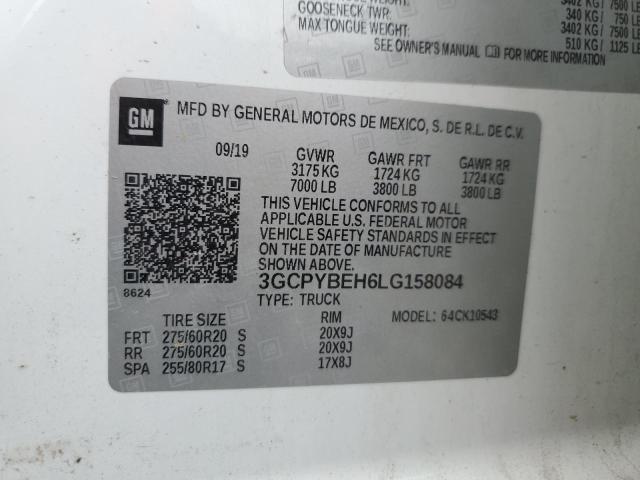 3402 KG / 7500 LB
GOOSENECK TWR: 340 KG / 750 LB
MAX TONGUE WEIGHT: 3402 KG / 7500 LB
510 KG / 1125 LB
SEE OWNER'S MANUAL FOR MORE INFORMATION
GM
MFD BY GENERAL MOTORS DE MEXICO, S. DE R.L. DE C.V.
09/19 GVWR GAWR FRT GAWR RR
3175 KG 1724 KG 1724 KG
7000 LB 3800 LB 3800 LB
THIS VEHICLE CONFORMS TO ALL
APPLICABLE U.S. FEDERAL MOTOR
VEHICLE SAFETY STANDARDS IN EFFECT
ON THE DATE OF MANUFACTURE
SHOWN ABOVE.
8624
3GCPYBEH6LG158084
TYPE: TRUCK
MODEL: 64CK10543
TIRE SIZE RIM
FRT 275/60R20 S 20X9J
RR 275/60R20 S 20X9J
SPA 255/80R17 S 17X8J